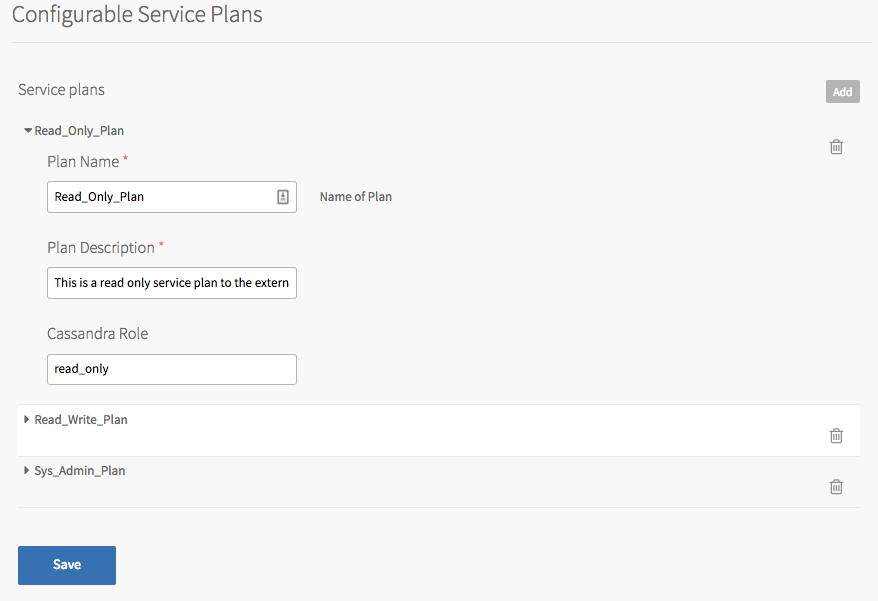 Configurable Service Plans
Service plans
Add
Read_Only_Plan
Plan Name *
Read_Only_Plan
Name of Plan
Plan Description *
This is a read only service plan to the extern
Cassandra Role
read_only
Read_Write_Plan
Sys_Admin_Plan
Save